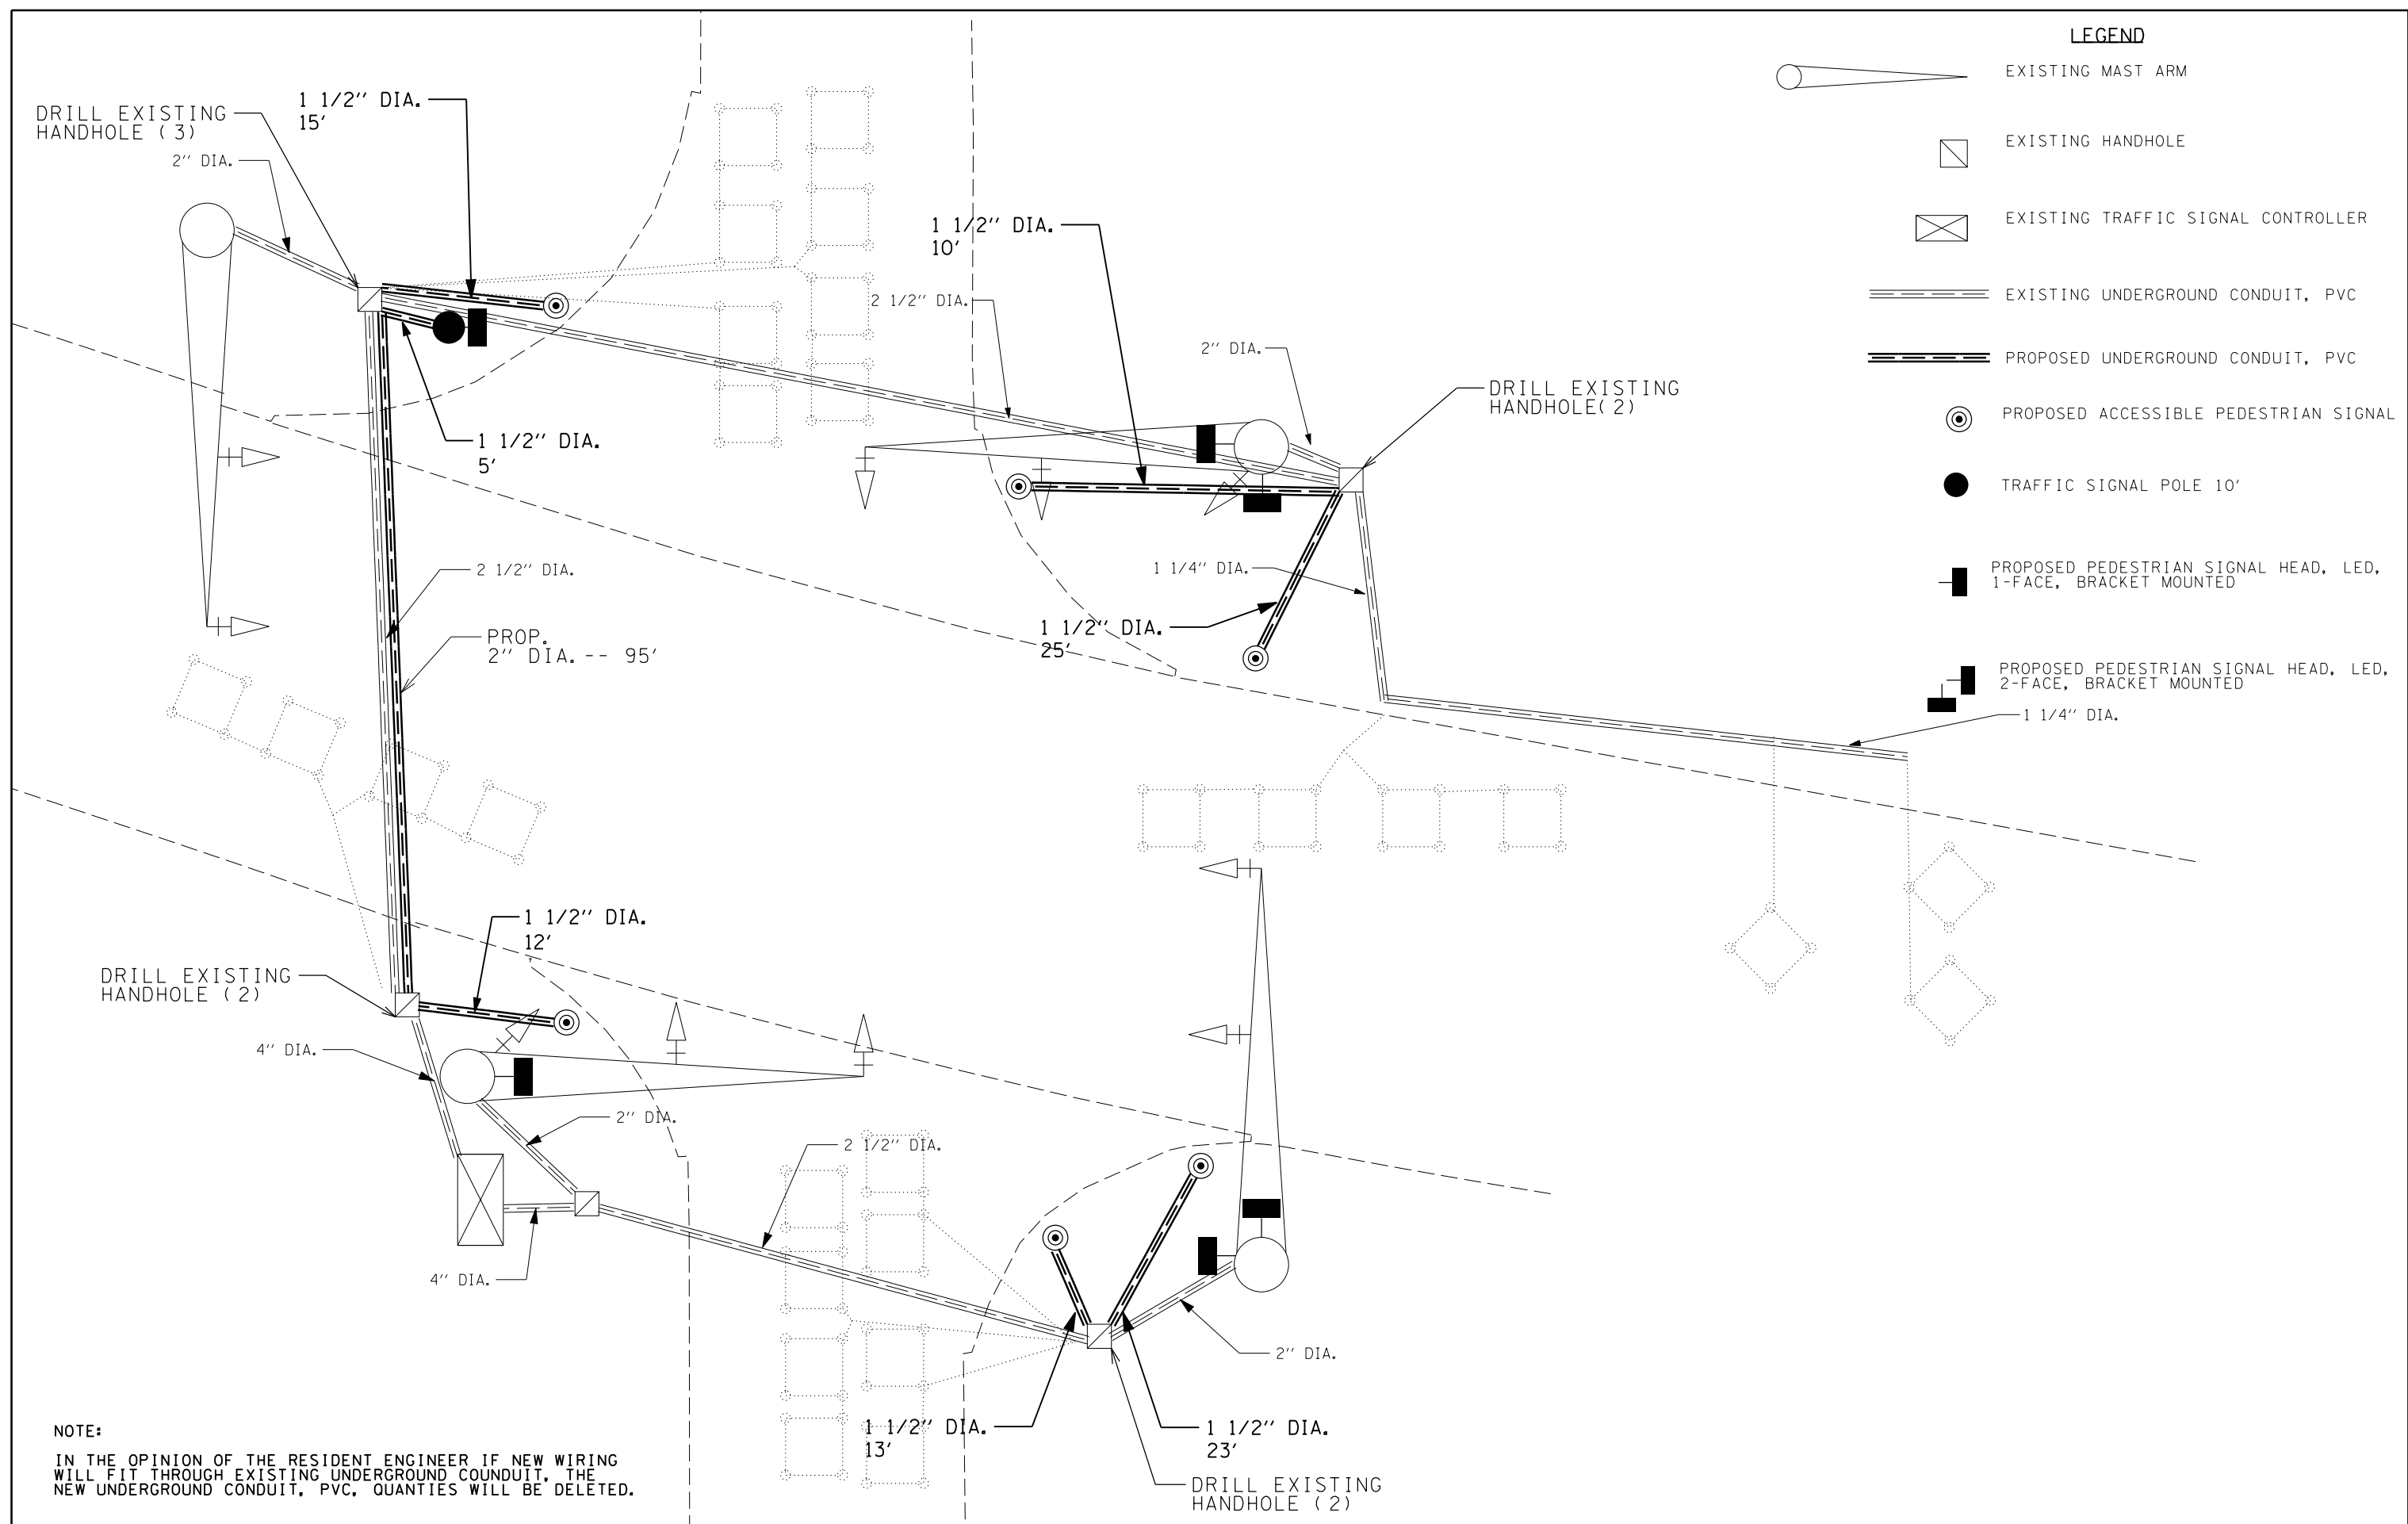 LEGEND
EXISTING MAST ARM
EXISTING HANDHOLE
EXISTING TRAFFIC SIGNAL CONTROLLER
EXISTING UNDERGROUND CONDUIT, PVC
PROPOSED UNDERGROUND CONDUIT, PVC
PROPOSED ACCESSIBLE PEDESTRIAN SIGNAL
TRAFFIC SIGNAL POLE 10'
PROPOSED PEDESTRIAN SIGNAL HEAD, LED,
1-FACE, BRACKET MOUNTED
PROPOSED PEDESTRIAN SIGNAL HEAD, LED,
2-FACE, BRACKET MOUNTED
1 1/4" DIA.
DRILL EXISTING
HANDHOLE (3)
1 1/2" DIA.
15'
2" DIA.
1 1/2" DIA.
10'
2 1/2" DIA.
2" DIA.
DRILL EXISTING
HANDHOLE(2)
1 1/2" DIA.
5'
2 1/2" DIA.
1 1/4" DIA.
PROP.
2" DIA. -- 95'
1 1/2" DIA.
25'
1 1/2" DIA.
12'
DRILL EXISTING
HANDHOLE (2)
4" DIA.
2" DIA.
2 1/2" DIA.
4" DIA.
2" DIA.
1 1/2" DIA.
13'
1 1/2" DIA.
23'
DRILL EXISTING
HANDHOLE (2)
NOTE:
IN THE OPINION OF THE RESIDENT ENGINEER IF NEW WIRING
WILL FIT THROUGH EXISTING UNDERGROUND COUNDUIT, THE
NEW UNDERGROUND CONDUIT, PVC, QUANTIES WILL BE DELETED.